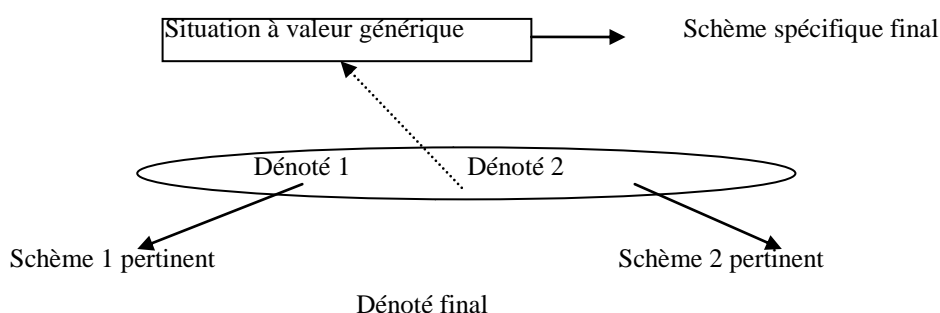 Situation à valeur générique Schème spécifique final
Dénoté 1 Dénoté 2
Schème 1 pertinent Schème 2 pertinent
Dénoté final